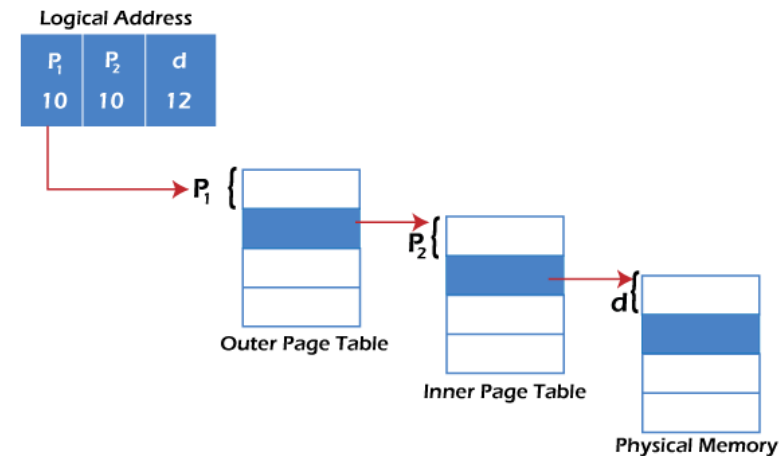 Logical Address
P₁ P₂ d
10 10 12
P₁ {
Outer Page Table
P₂ {
Inner Page Table
d {
Physical Memory